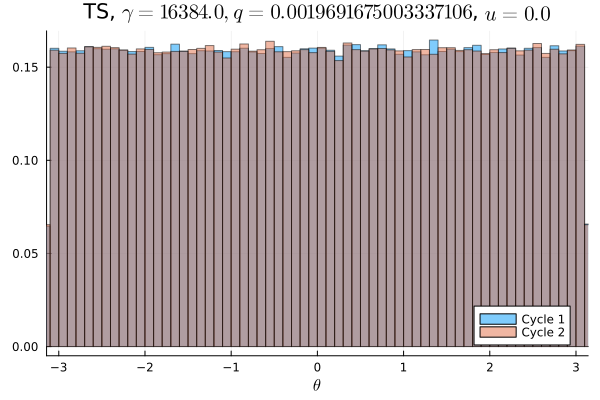 TS, γ = 16384.0, q = 0.0019691675003337106, u = 0.0
0.15
0.10
0.05
0.00
−3 −2 −1 0 1 2 3
θ
Cycle 1
Cycle 2